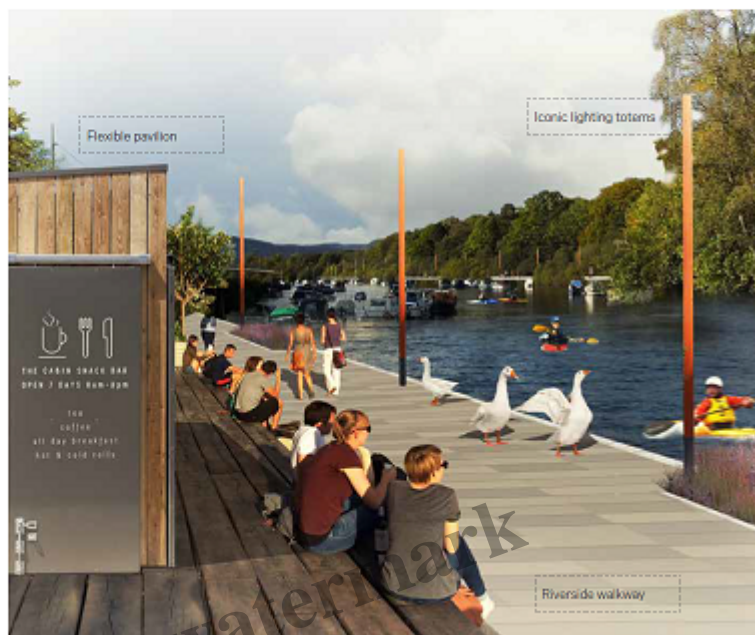 Flexible pavilion
Iconic lighting totems
THE CABIN SNACK BAR
OPEN 7 DAYS 8am-8pm
tea
coffee
all day breakfast
hot & cold rolls
Riverside walkway